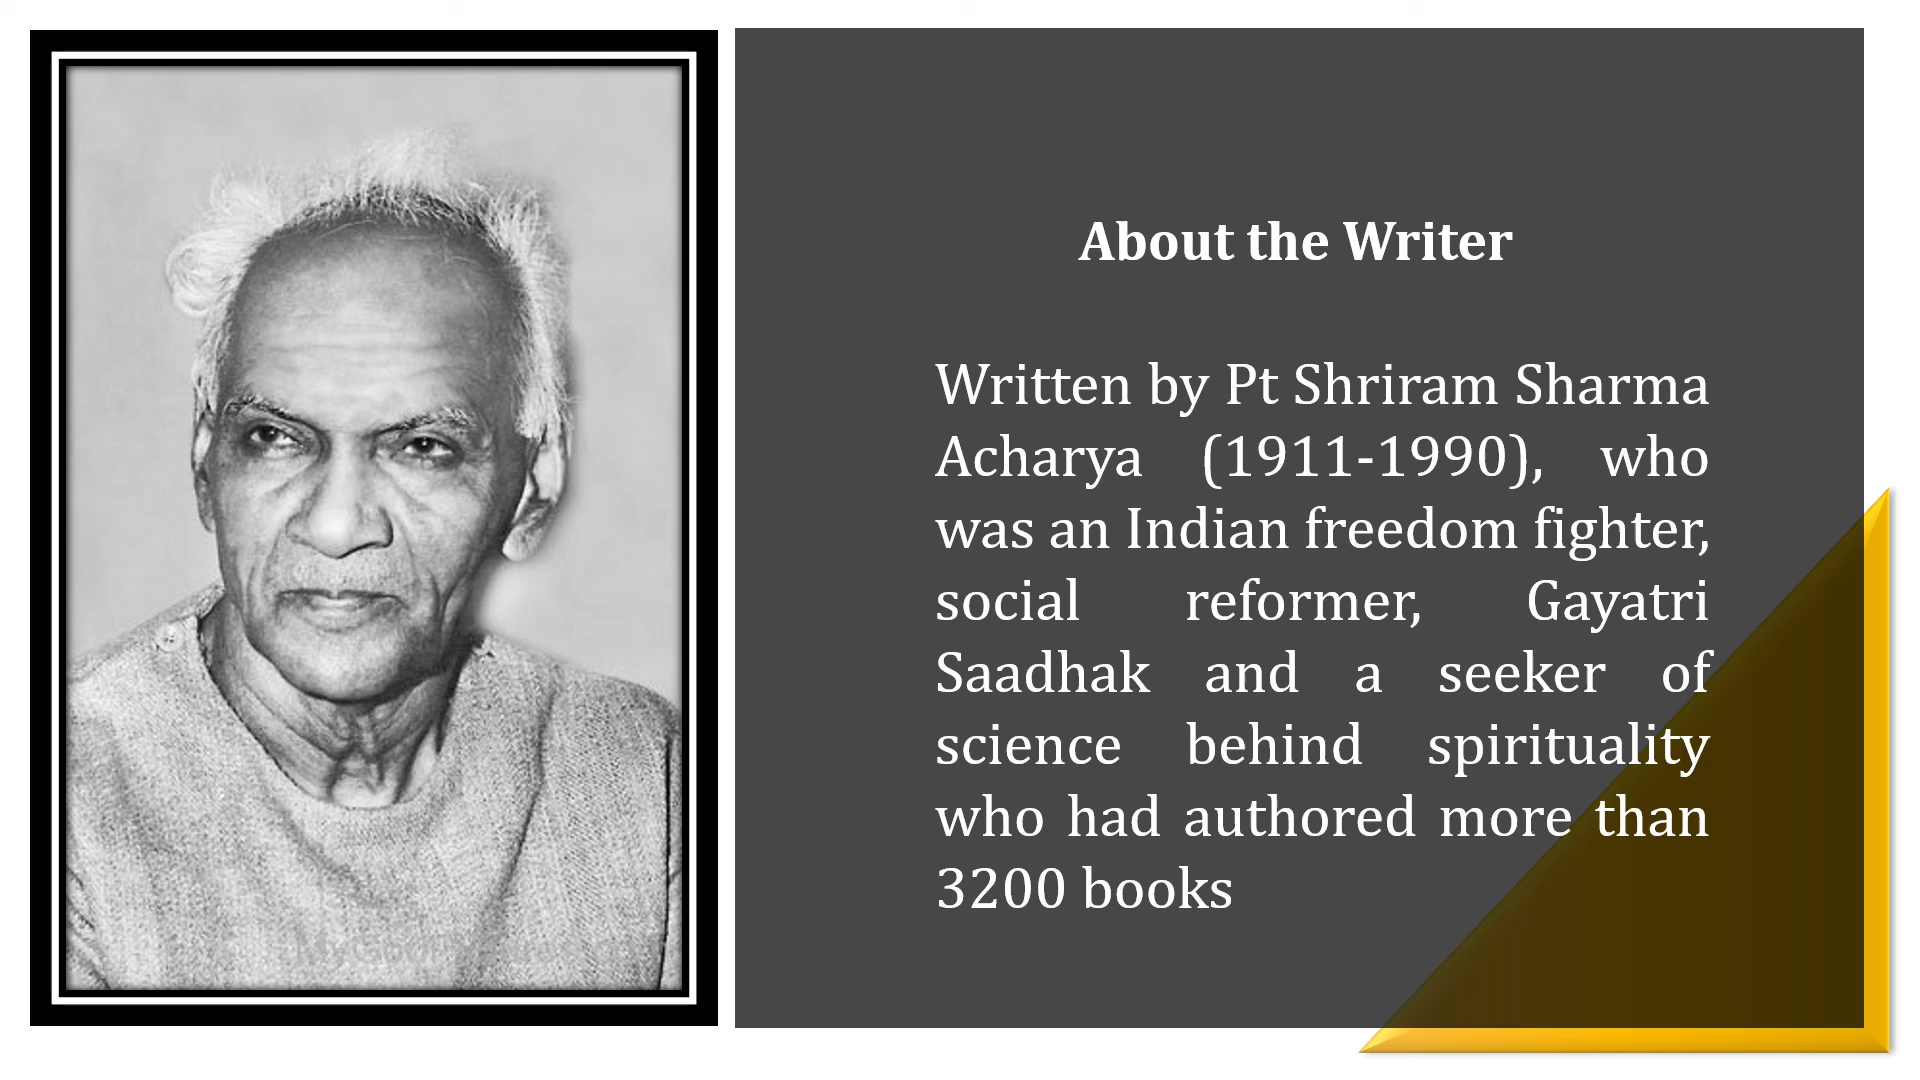 About the Writer
Written by Pt Shriram Sharma
Acharya (1911-1990), who
was an Indian freedom fighter,
social reformer, Gayatri
Saadhak and a seeker of
science behind spirituality
who had authored more than
3200 books